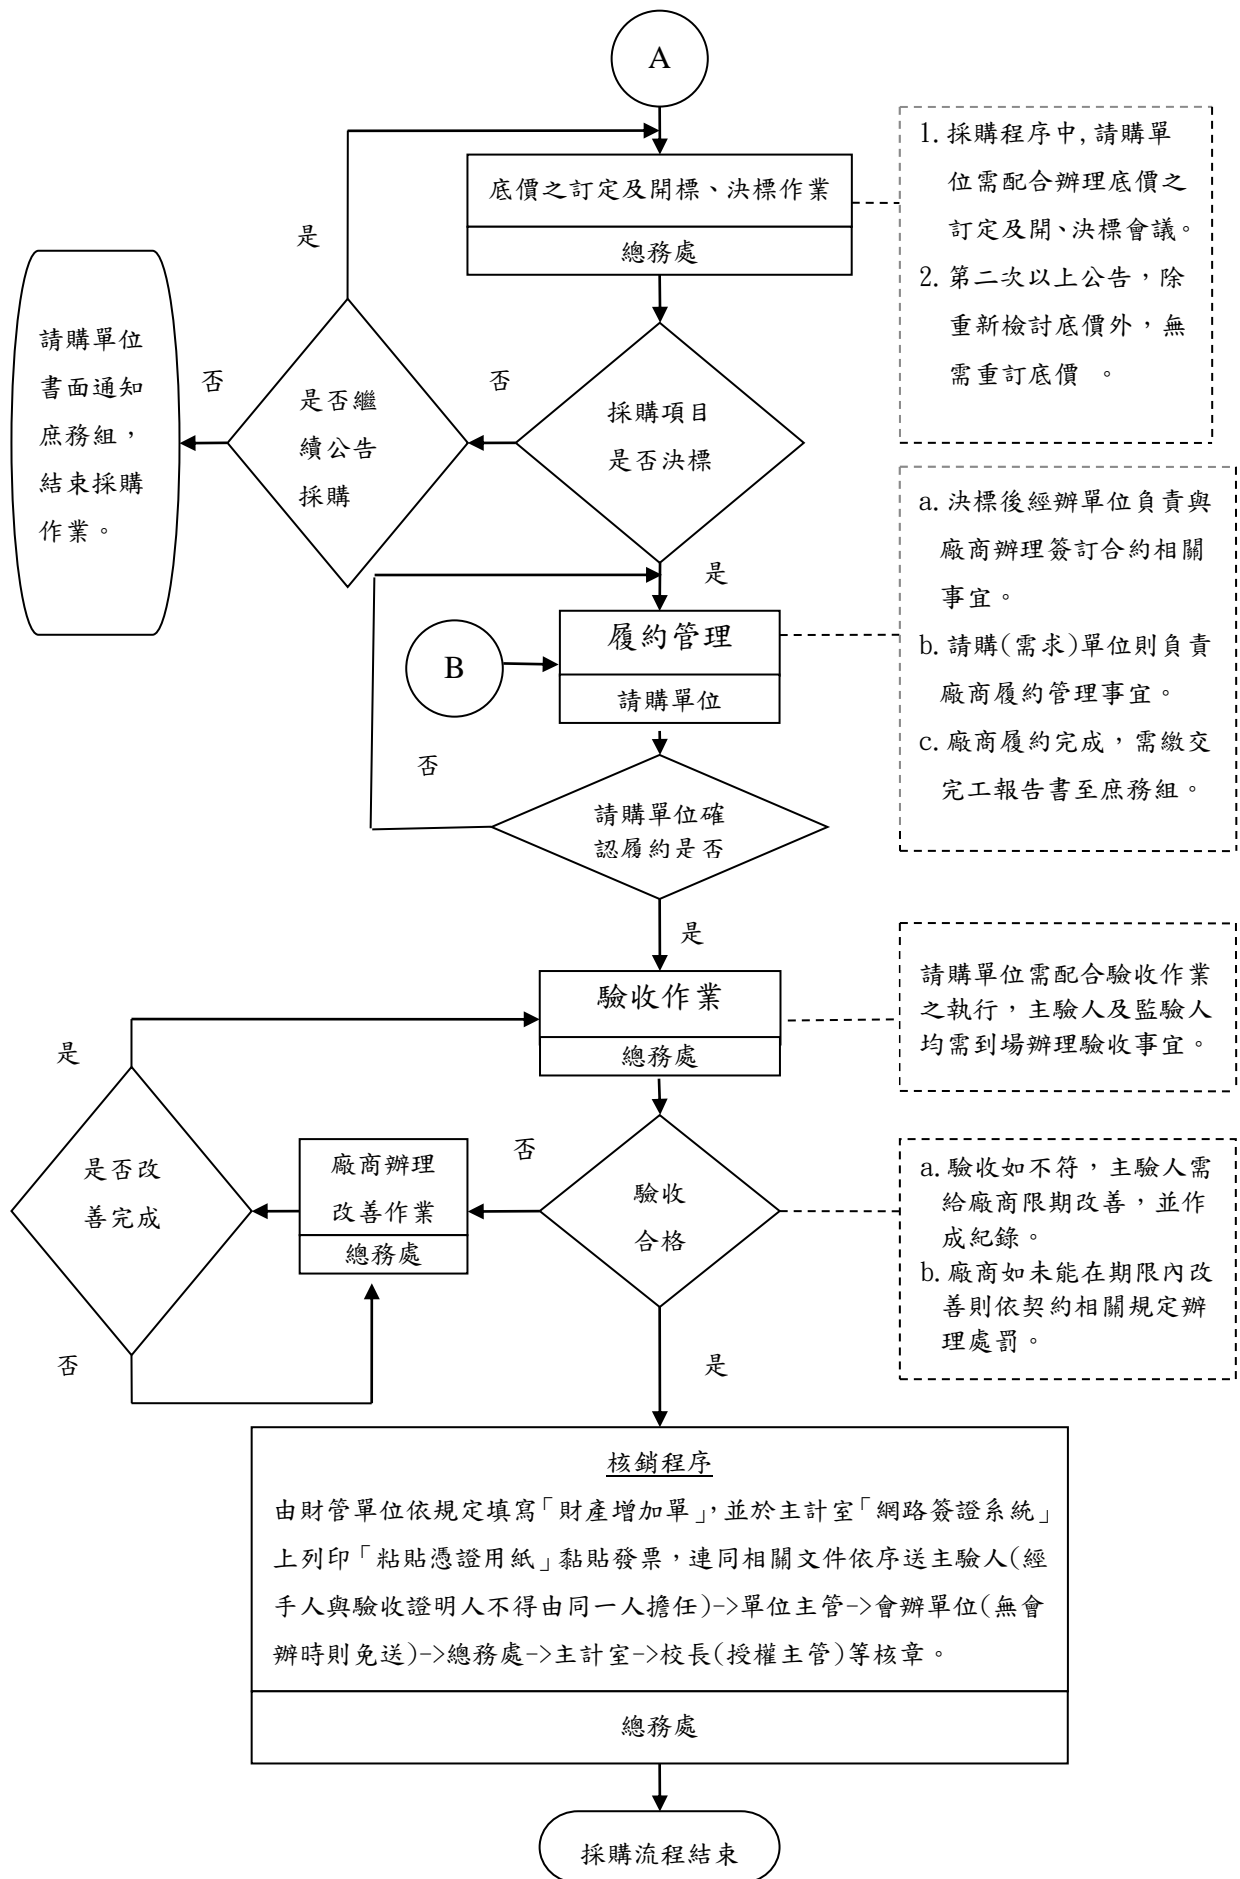 A
底價之訂定及開標、決標作業
總務處
1. 採購程序中,請購單
位需配合辦理底價之
訂定及開、決標會議。
2. 第二次以上公告，除
重新檢討底價外，無
需重訂底價 。
是
請購單位
書面通知
庶務組，
結束採購
作業。
否
是否繼
續公告
採購
否
採購項目
是否決標
是
a. 決標後經辦單位負責與
廠商辦理簽訂合約相關
事宜。
b. 請購(需求)單位則負責
廠商履約管理事宜。
c. 廠商履約完成，需繳交
完工報告書至庶務組。
B
履約管理
請購單位
否
請購單位確
認履約是否
是
驗收作業
總務處
請購單位需配合驗收作業
之執行，主驗人及監驗人
均需到場辦理驗收事宜。
是
是否改
善完成
廠商辦理
改善作業
總務處
否
驗收
合格
a. 驗收如不符，主驗人需
給廠商限期改善，並作
成紀錄。
b. 廠商如未能在期限內改
善則依契約相關規定辦
理處罰。
否
是
核銷程序
由財管單位依規定填寫「財產增加單」，並於主計室「網路簽證系統」
上列印「粘貼憑證用紙」黏貼發票，連同相關文件依序送主驗人(經
手人與驗收證明人不得由同一人擔任)->單位主管->會辦單位(無會
辦時則免送)->總務處->主計室->校長(授權主管)等核章。
總務處
採購流程結束